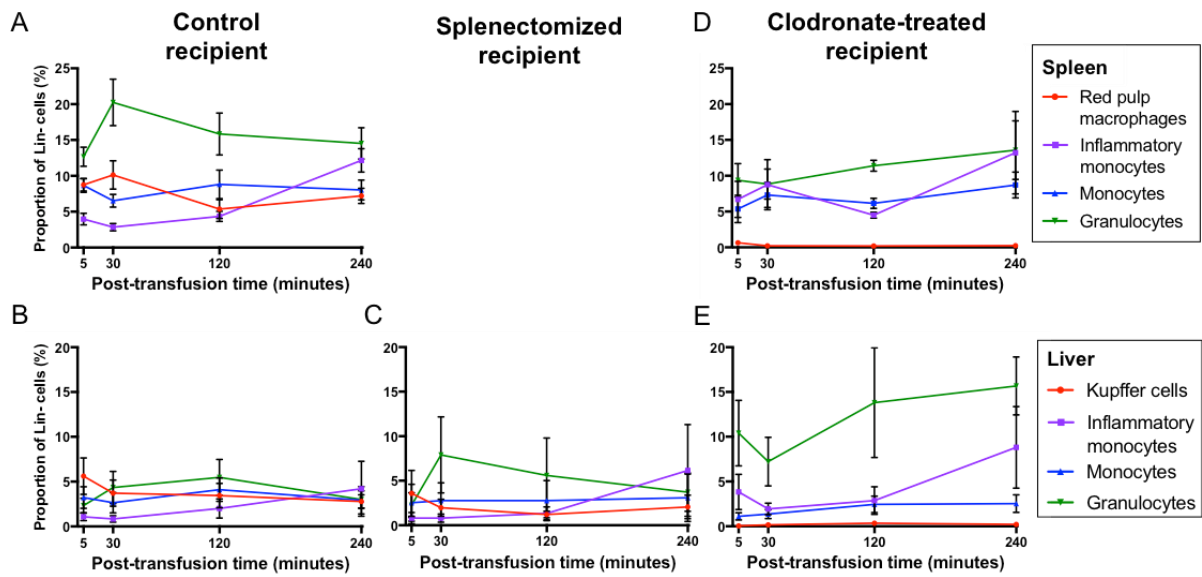 A
Control
recipient
Splenectomized
recipient
D
Clodronate-treated
recipient
Proportion of Lin- cells (%)
25
20
15
10
5
0
5
30
120
240
Post-transfusion time (minutes)
25
20
15
10
5
0
5
30
120
240
Post-transfusion time (minutes)
Spleen
Red pulp
macrophages
Inflammatory
monocytes
Monocytes
Granulocytes
B
Proportion of Lin- cells (%)
20
15
10
5
0
5
30
120
240
Post-transfusion time (minutes)
C
20
15
10
5
0
5
30
120
240
Post-transfusion time (minutes)
E
20
15
10
5
0
5
30
120
240
Post-transfusion time (minutes)
Liver
Kupffer cells
Inflammatory
monocytes
Monocytes
Granulocytes